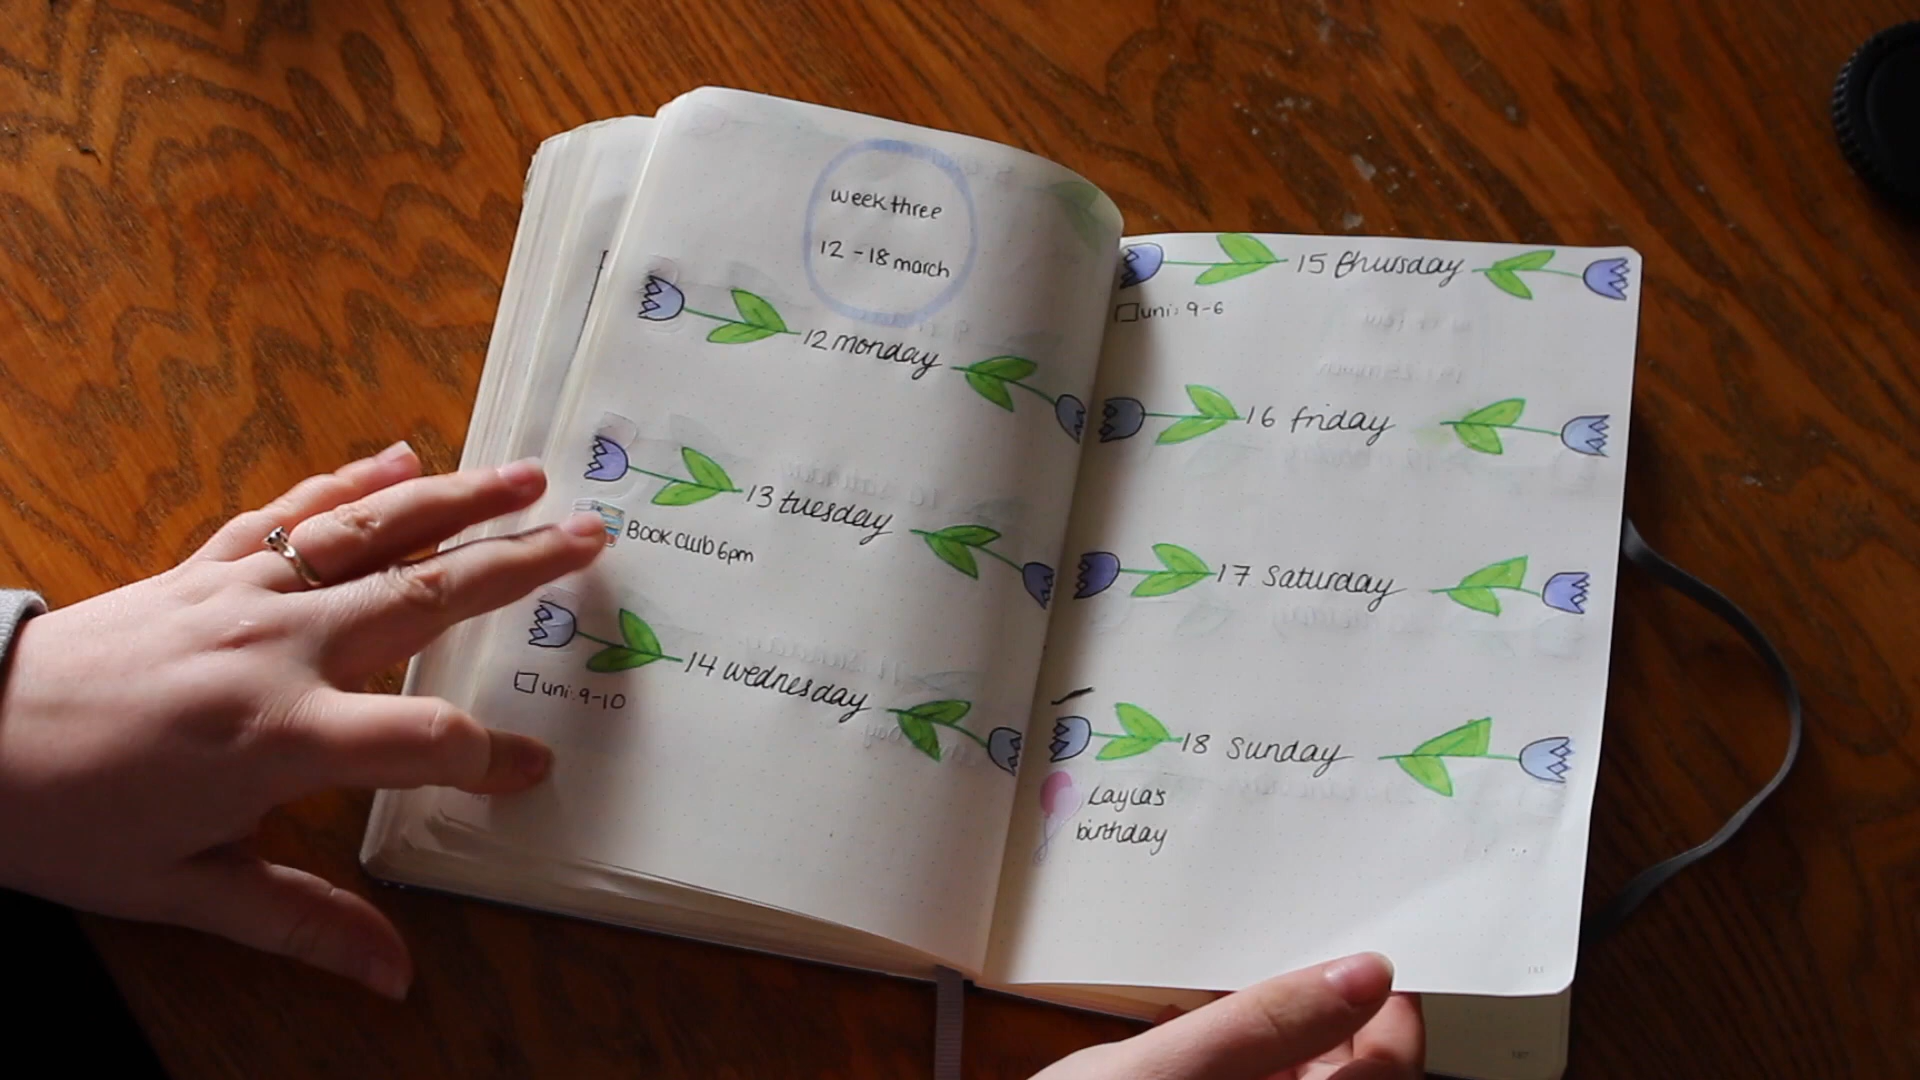 week three
12 - 18 march
12 monday
13 tuesday
Book club 6pm
14 wednesday
uni: 9-10
15 thursday
uni: 9-6
16 friday
17 saturday
18 sunday
Layla's
birthday